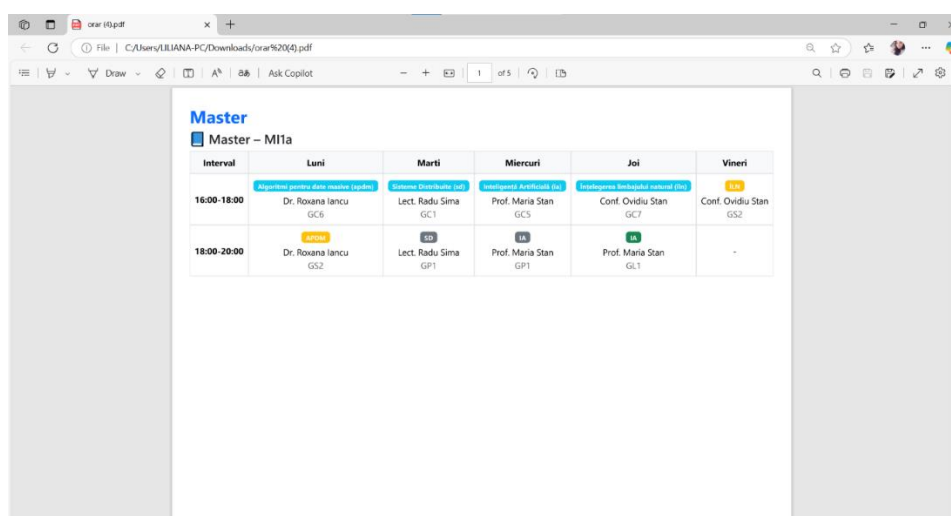 orar (4).pdf
File | C:/Users/LILIANA-PC/Downloads/orar%20(4).pdf
Draw
Ask Copilot
1 of 5
Master
Master – MI1a
Interval Luni Marti Miercuri Joi Vineri
Algoritmi pentru date masive (apdm) Sisteme Distribuite (sd) Inteligență Artificială (ia) Înțelegerea limbajului natural (iln) ILN
16:00-18:00 Dr. Roxana Iancu Lect. Radu Sima Prof. Maria Stan Conf. Ovidiu Stan Conf. Ovidiu Stan
GC6 GC1 GC5 GC7 GS2
APDM SD IA IA
18:00-20:00 Dr. Roxana Iancu Lect. Radu Sima Prof. Maria Stan Prof. Maria Stan -
GS2 GP1 GP1 GL1